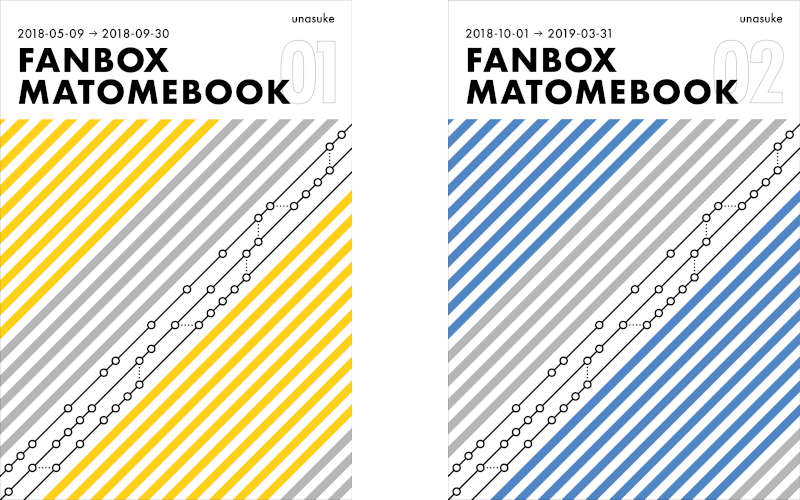 unasuke
2018-05-09 → 2018-09-30
FANBOX
MATOMEBOOK
01
unasuke
2018-10-01 → 2019-03-31
FANBOX
MATOMEBOOK
02